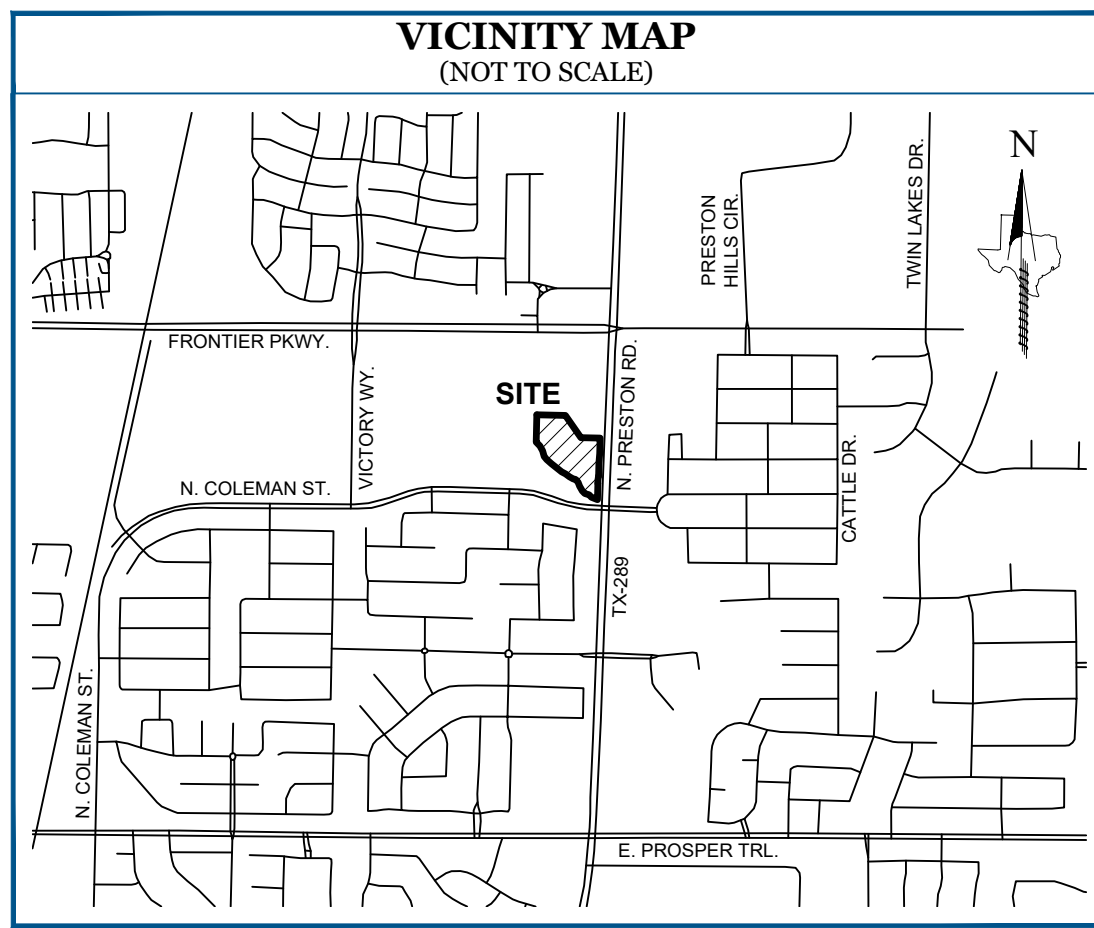 VICINITY MAP
(NOT TO SCALE)
N
PRESTON
HILLS CIR.
TWIN LAKES DR.
FRONTIER PKWY.
SITE
N. PRESTON RD.
VICTORY WY.
N. COLEMAN ST.
CATTLE DR.
TX-289
N. COLEMAN ST.
E. PROSPER TRL.